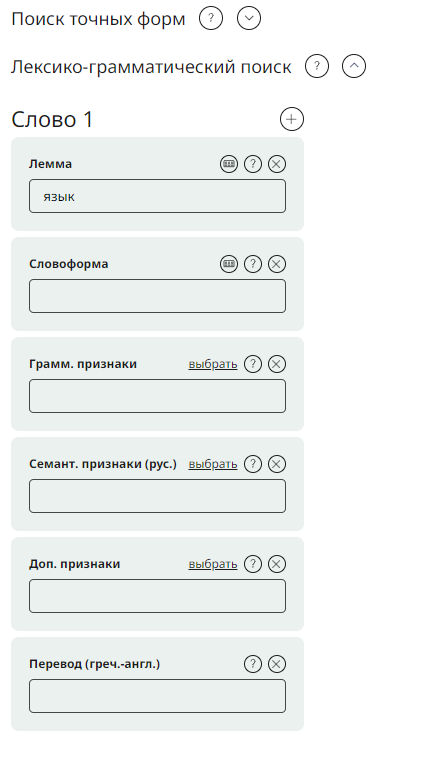 Поиск точных форм ?
Лексико-грамматический поиск ?
Слово 1 +
Лемма ?
язык
Словоформа ?
Грамм. признаки выбрать ?
Семант. признаки (рус.) выбрать ?
Доп. признаки выбрать ?
Перевод (греч.-англ.) ?